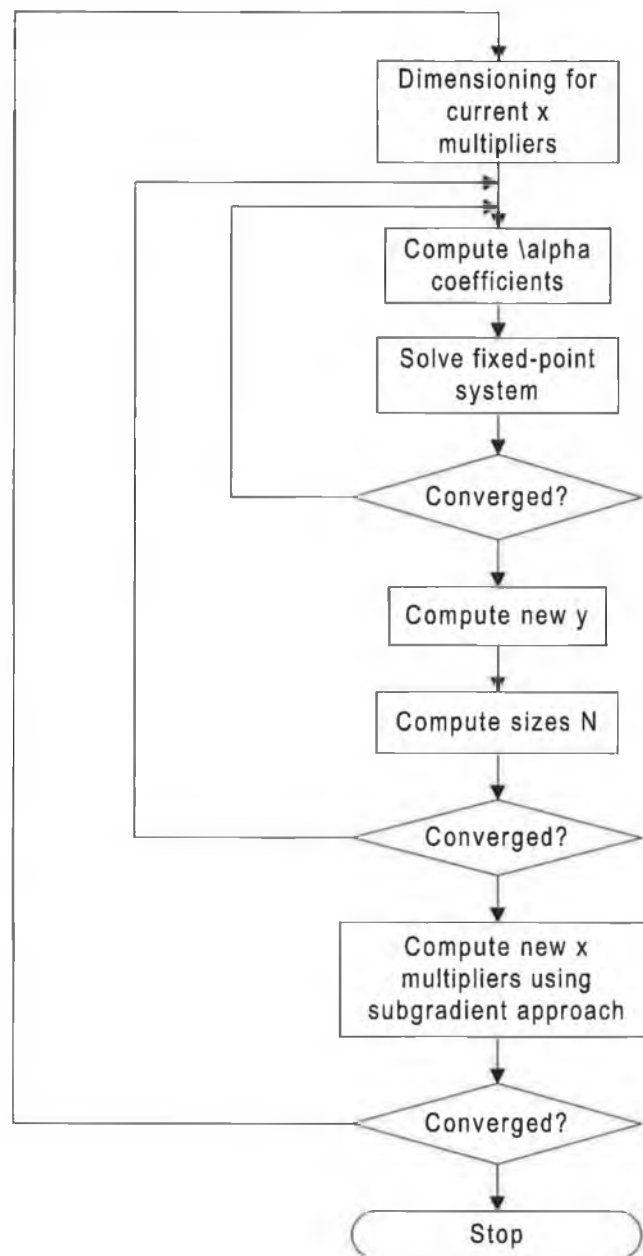 Dimensioning for
current x
multipliers
Compute \alpha
coefficients
Solve fixed-point
system
Converged?
Compute new y
Compute sizes N
Converged?
Compute new x
multipliers using
subgradient approach
Converged?
Stop